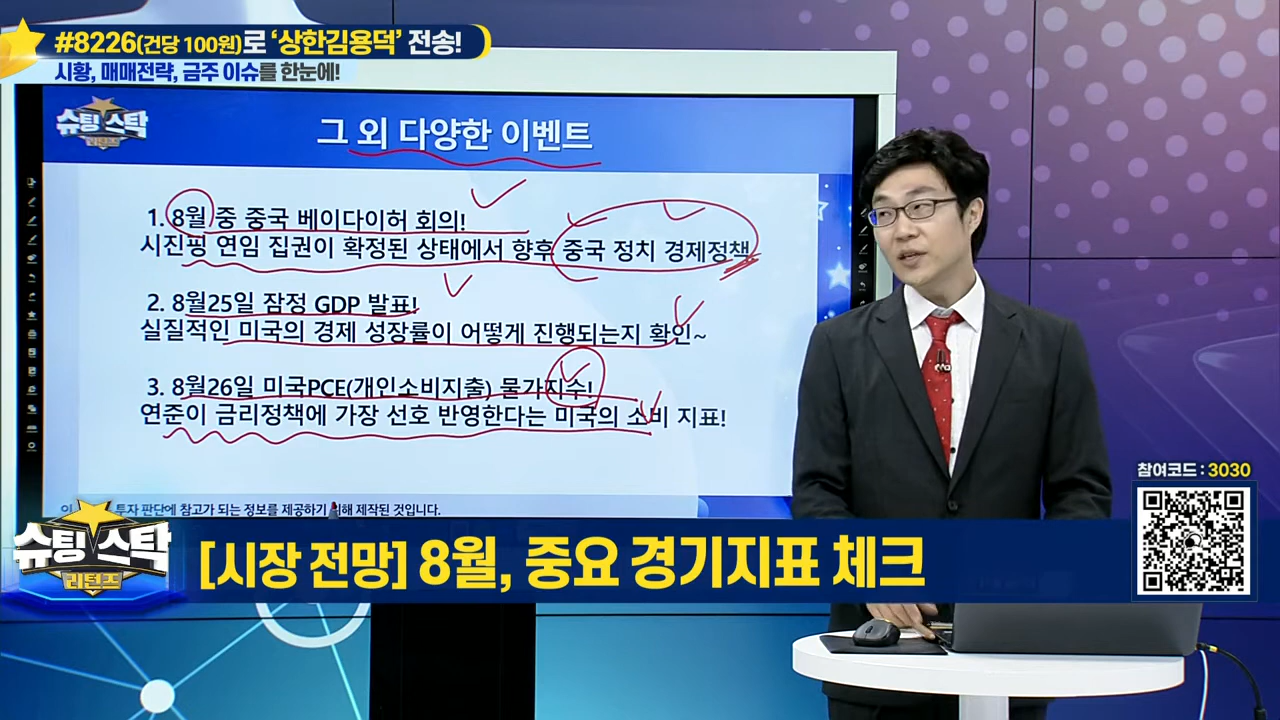 #8226(건당 100원)로 ‘상한김용덕’ 전송!
시황, 매매전략, 금주 이슈를 한눈에!
슈팅 스탁
리턴즈
그 외 다양한 이벤트
1. 8월 중 중국 베이다이허 회의!
시진핑 연임 집권이 확정된 상태에서 향후 중국 정치 경제정책
2. 8월25일 잠정 GDP 발표!
실질적인 미국의 경제 성장률이 어떻게 진행되는지 확인~
3. 8월26일 미국PCE(개인소비지출) 물가지수!
연준이 금리정책에 가장 선호 반영한다는 미국의 소비 지표!
투자 판단에 참고가 되는 정보를 제공하기 위해 제작된 것입니다.
참여코드 : 3030
슈팅 스탁
리턴즈
[시장 전망] 8월, 중요 경기지표 체크